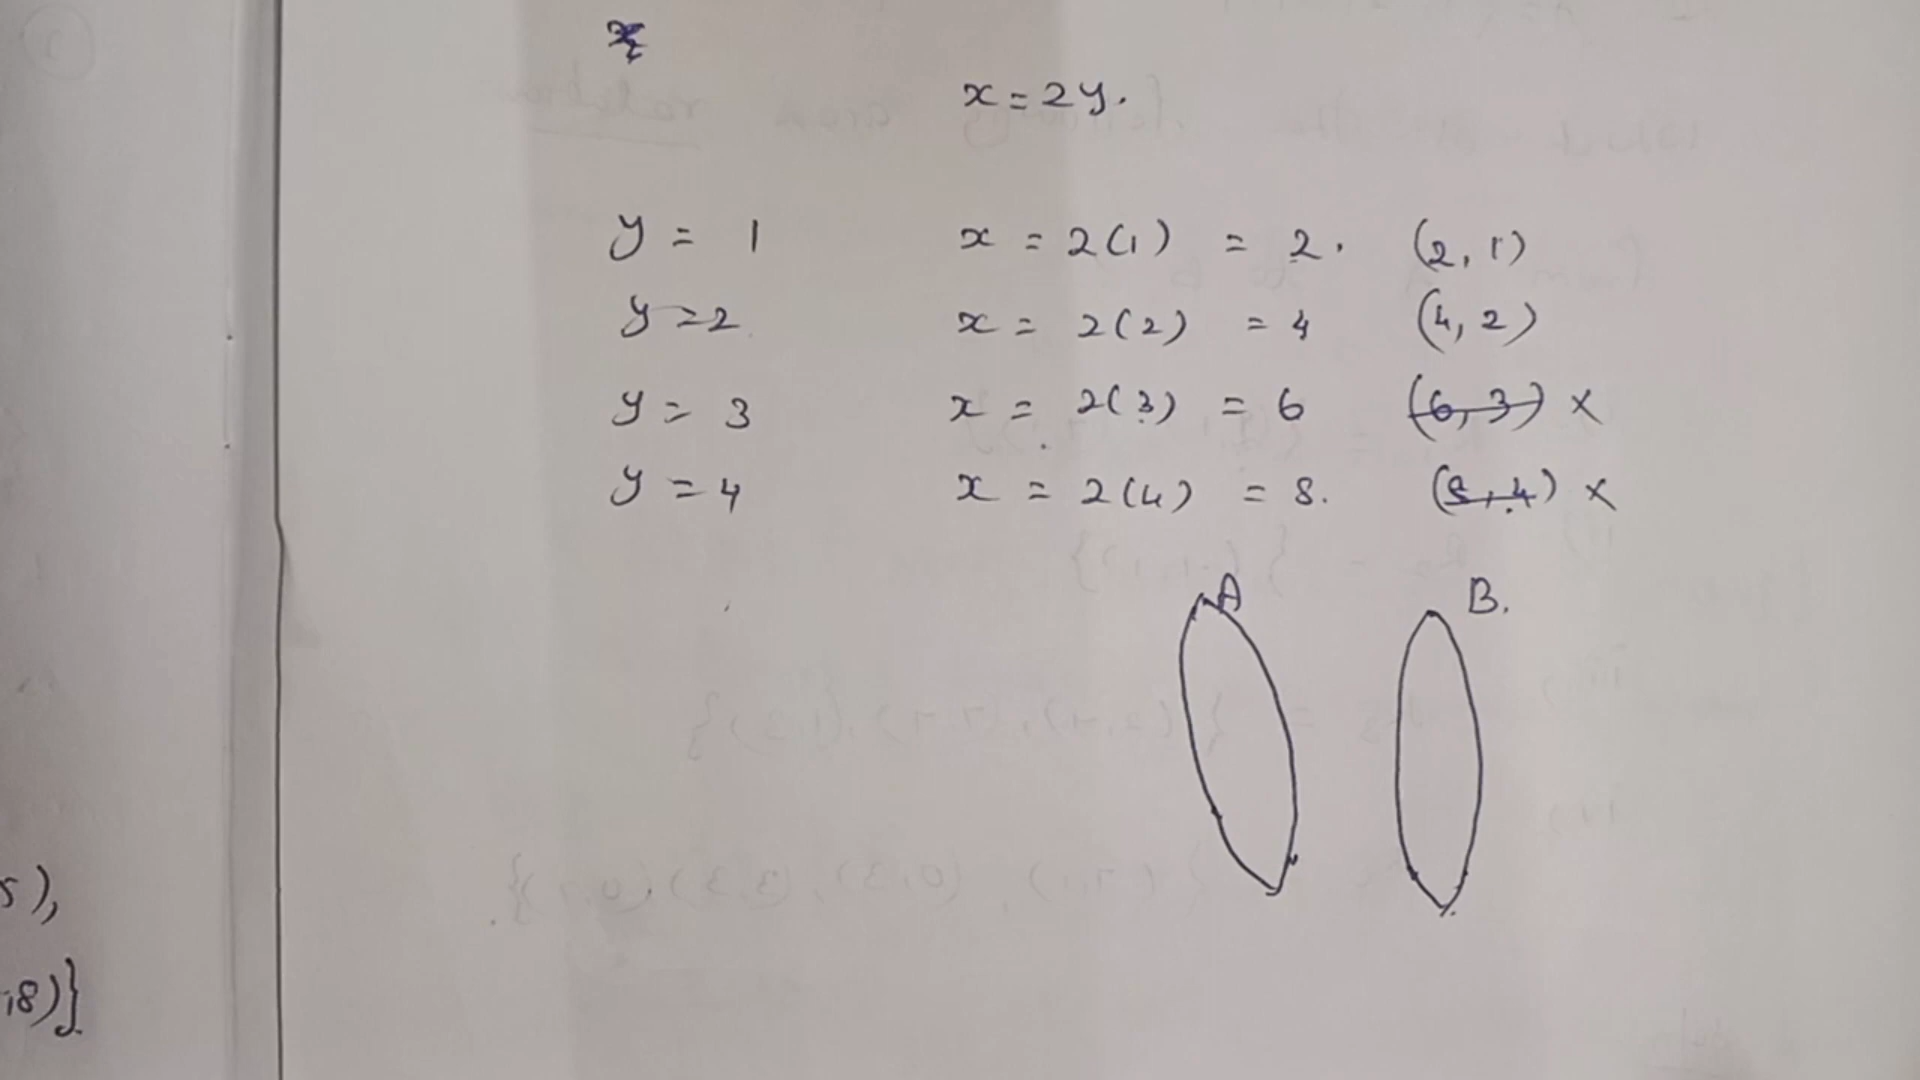 x = 2y.
y = 1 x = 2(1) = 2. (2, 1)
y = 2 x = 2(2) = 4 (4, 2)
y = 3 x = 2(3) = 6 (6, 3) ×
y = 4 x = 2(4) = 8. (8, 4) ×
A B.
5),
,18)}